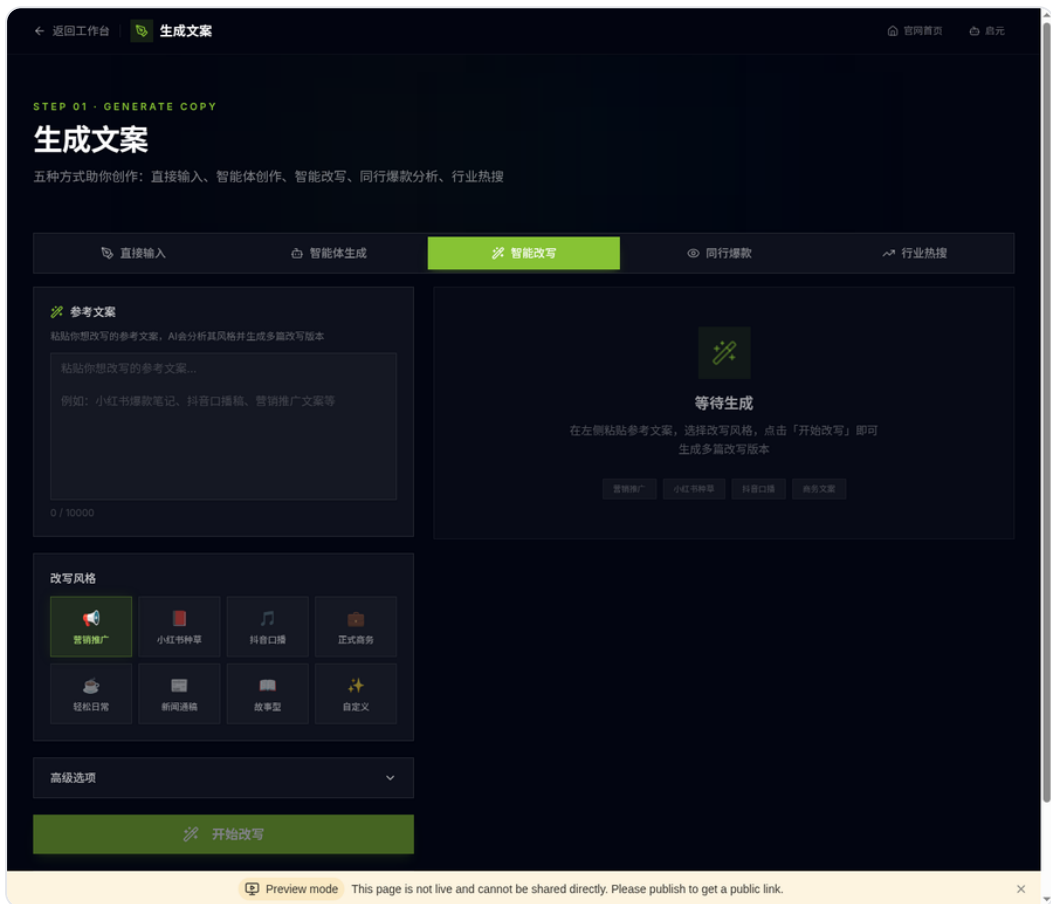 返回工作台
生成文案
官网首页
启元
STEP 01 · GENERATE COPY
生成文案
五种方式助你创作：直接输入、智能体创作、智能改写、同行爆款分析、行业热搜
直接输入
智能体生成
智能改写
同行爆款
行业热搜
参考文案
粘贴你想改写的参考文案，AI会分析其风格并生成多篇改写版本
粘贴你想改写的参考文案...
例如：小红书爆款笔记、抖音口播稿、营销推广文案等
0 / 10000
等待生成
在左侧粘贴参考文案，选择改写风格，点击「开始改写」即可
生成多篇改写版本
营销推广
小红书种草
抖音口播
商务文案
改写风格
营销推广
小红书种草
抖音口播
正式商务
轻松日常
新闻通稿
故事型
自定义
高级选项
开始改写
Preview mode
This page is not live and cannot be shared directly. Please publish to get a public link.